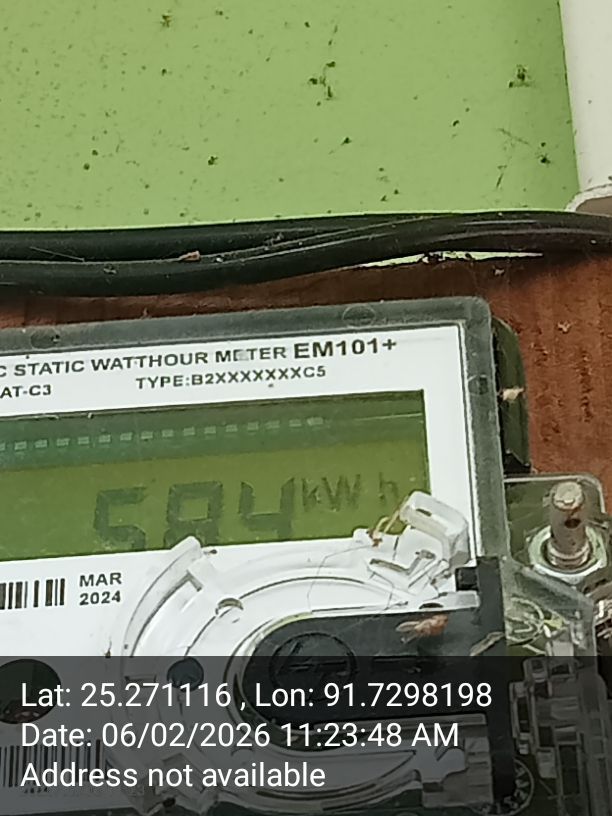 C STATIC WATTHOUR METER EM101+
AT-C3 TYPE:B2XXXXXXXC5
584 kWh
MAR
2024
Lat: 25.271116 , Lon: 91.7298198
Date: 06/02/2026 11:23:48 AM
Address not available